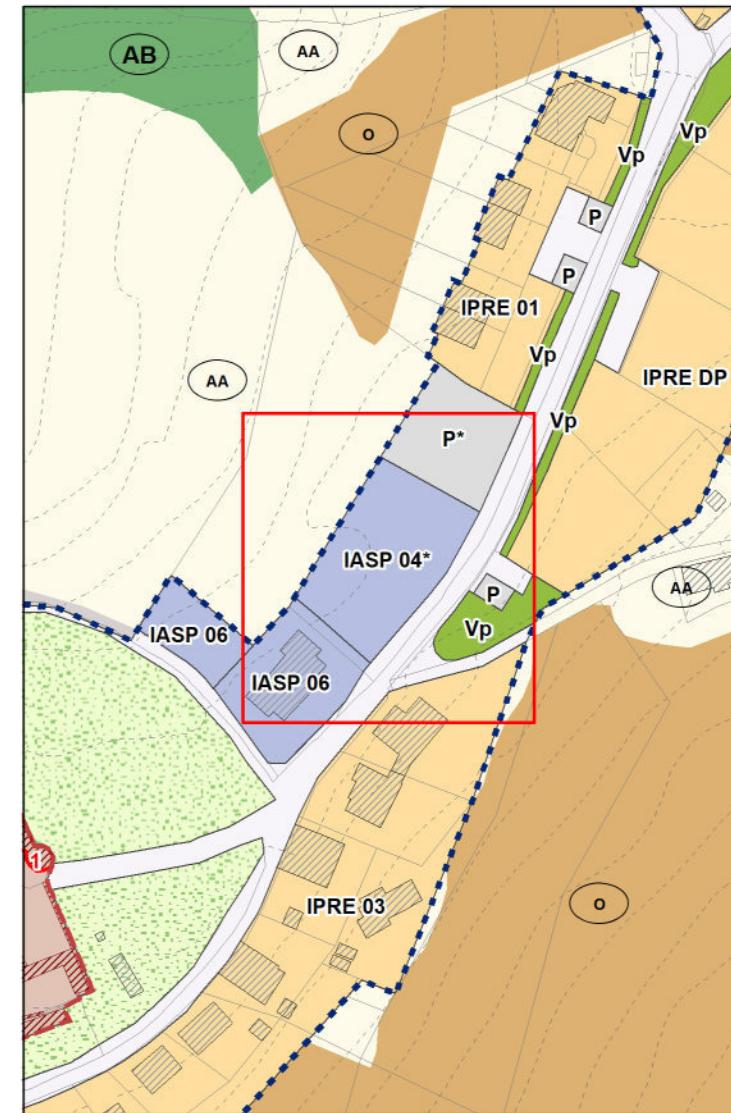 AA
AB
O
Vp
Vp
P
P
IPRE 01
Vp
AA
IPRE DP
Vp
P*
IASP 04*
AA
P
Vp
IASP 06
IASP 06
1
IPRE 03
O